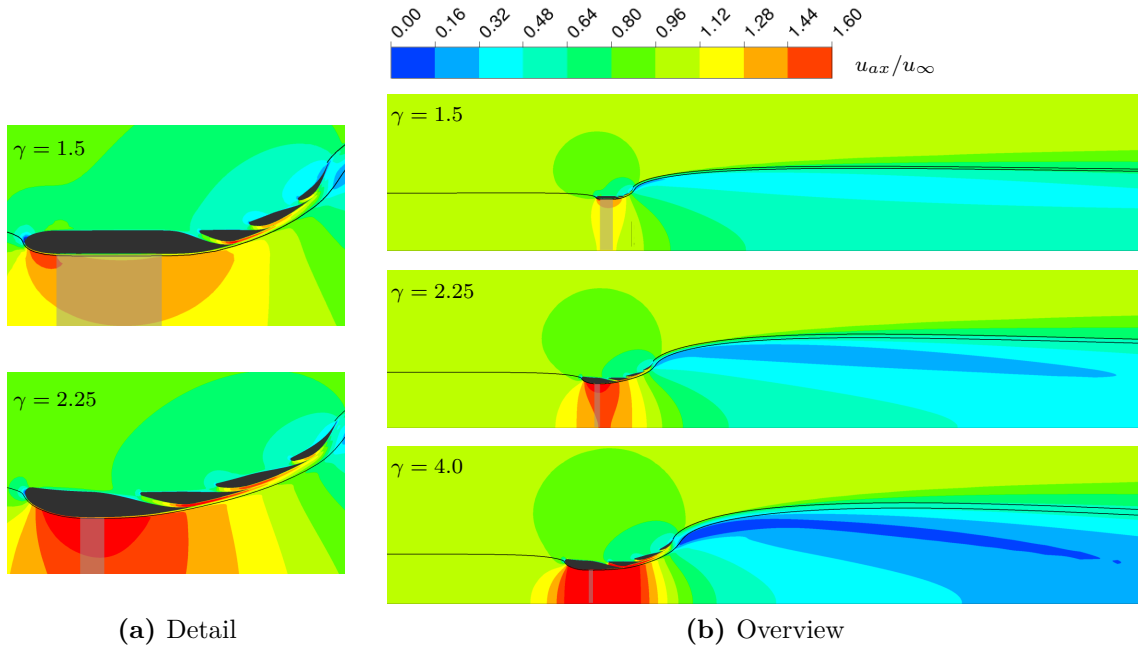 0.00 0.16 0.32 0.48 0.64 0.80 0.96 1.12 1.28 1.44 1.60
u_{ax}/u_∞
γ = 1.5
γ = 2.25
γ = 1.5
γ = 2.25
γ = 4.0
(a) Detail
(b) Overview